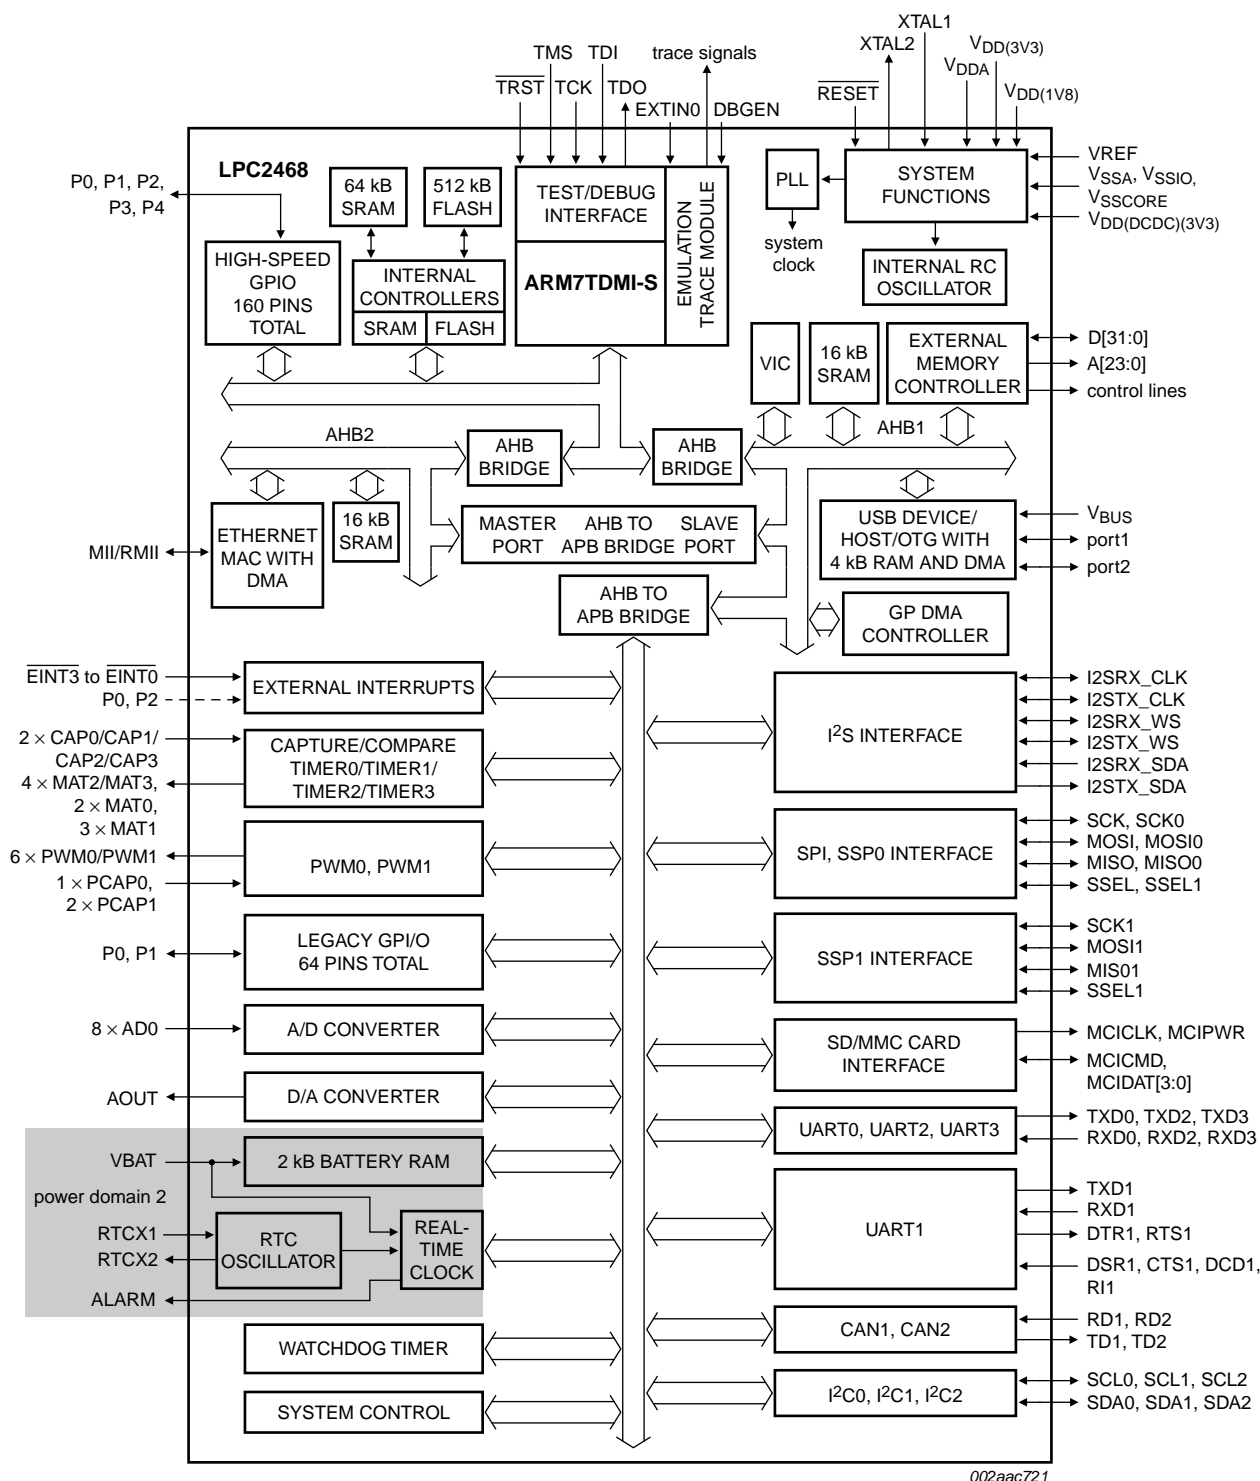 XTAL1
XTAL2
VDD(3V3)
TMS
TDI
trace signals
VDDA
TRST
TCK
TDO
RESET
VDD(1V8)
EXTIN0
DBGEN
LPC2468
P0, P1, P2,
P3, P4
64 kB
SRAM
512 kB
FLASH
TEST/DEBUG
INTERFACE
EMULATION
TRACE MODULE
PLL
SYSTEM
FUNCTIONS
VREF
VSSA, VSSIO,
VSSCORE
VDD(DCDC)(3V3)
system
clock
HIGH-SPEED
GPIO
160 PINS
TOTAL
INTERNAL
CONTROLLERS
SRAM
FLASH
ARM7TDMI-S
INTERNAL RC
OSCILLATOR
VIC
16 kB
SRAM
EXTERNAL
MEMORY
CONTROLLER
D[31:0]
A[23:0]
control lines
AHB2
AHB
BRIDGE
AHB
BRIDGE
AHB1
ETHERNET
MAC WITH
DMA
16 kB
SRAM
MASTER
PORT
AHB TO
APB BRIDGE
SLAVE
PORT
USB DEVICE/
HOST/OTG WITH
4 kB RAM AND DMA
VBUS
port1
port2
MII/RMII
AHB TO
APB BRIDGE
GP DMA
CONTROLLER
EINT3 to EINT0
P0, P2
EXTERNAL INTERRUPTS
I2S INTERFACE
I2SRX_CLK
I2STX_CLK
I2SRX_WS
I2STX_WS
I2SRX_SDA
I2STX_SDA
2 × CAP0/CAP1/
CAP2/CAP3
4 × MAT2/MAT3,
2 × MAT0,
3 × MAT1
CAPTURE/COMPARE
TIMER0/TIMER1/
TIMER2/TIMER3
SPI, SSP0 INTERFACE
SCK, SCK0
MOSI, MOSI0
MISO, MISO0
SSEL, SSEL1
6 × PWM0/PWM1
1 × PCAP0,
2 × PCAP1
PWM0, PWM1
P0, P1
LEGACY GPI/O
64 PINS TOTAL
SSP1 INTERFACE
SCK1
MOSI1
MIS01
SSEL1
8 × AD0
A/D CONVERTER
SD/MMC CARD
INTERFACE
MCICLK, MCIPWR
MCICMD,
MCIDAT[3:0]
AOUT
D/A CONVERTER
UART0, UART2, UART3
TXD0, TXD2, TXD3
RXD0, RXD2, RXD3
VBAT
2 kB BATTERY RAM
power domain 2
RTCX1
RTCX2
RTC
OSCILLATOR
REAL-
TIME
CLOCK
ALARM
UART1
TXD1
RXD1
DTR1, RTS1
DSR1, CTS1, DCD1,
RI1
WATCHDOG TIMER
CAN1, CAN2
RD1, RD2
TD1, TD2
SYSTEM CONTROL
I2C0, I2C1, I2C2
SCL0, SCL1, SCL2
SDA0, SDA1, SDA2
002aac721